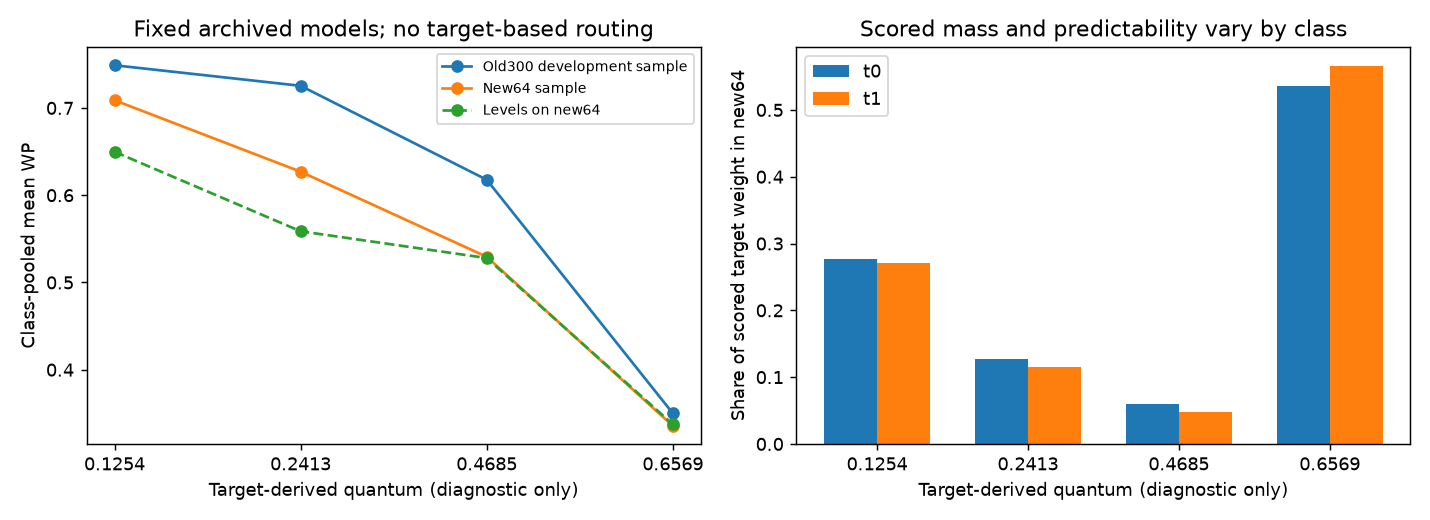 Fixed archived models; no target-based routing
Class-pooled mean WP
0.7
0.6
0.5
0.4
Old300 development sample
New64 sample
Levels on new64
0.1254
0.2413
0.4685
0.6569
Target-derived quantum (diagnostic only)
Scored mass and predictability vary by class
Share of scored target weight in new64
0.5
0.4
0.3
0.2
0.1
0.0
t0
t1
0.1254
0.2413
0.4685
0.6569
Target-derived quantum (diagnostic only)